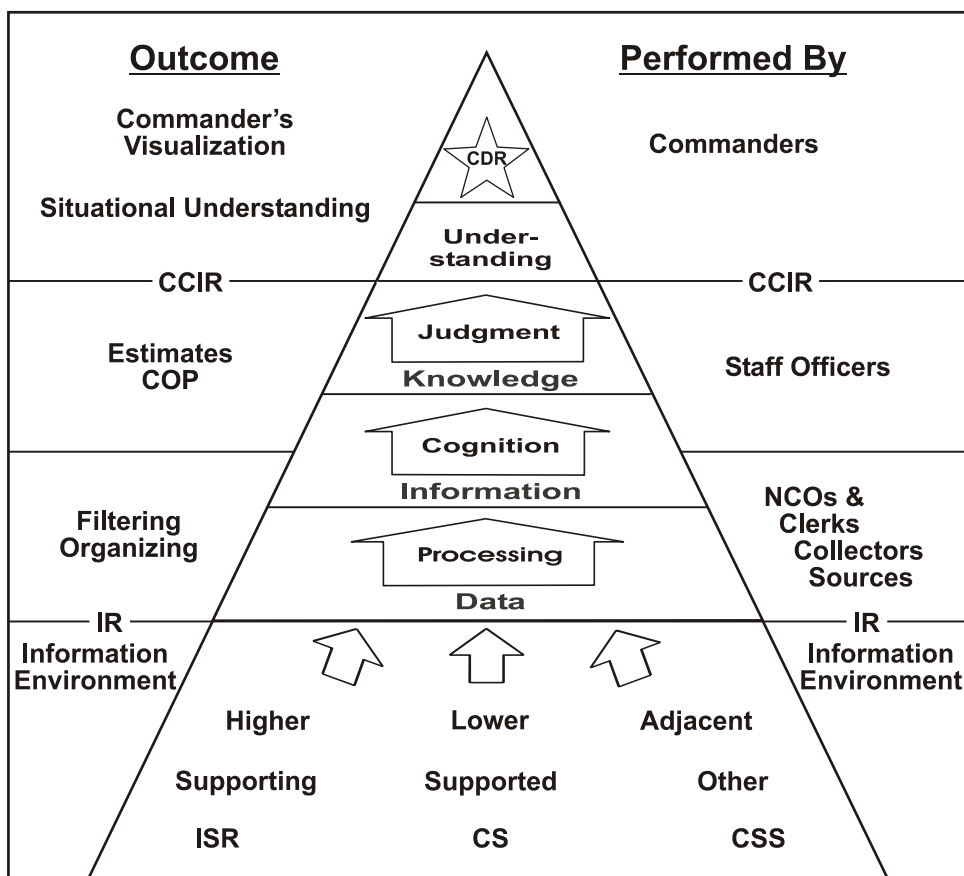 Outcome
Performed By
Commander's
Visualization
CDR
Commanders
Situational Understanding
Under-
standing
CCIR
CCIR
Judgment
Estimates
COP
Knowledge
Staff Officers
Cognition
Information
Filtering
Organizing
Processing
NCOs &
Clerks
Collectors
Sources
Data
IR
IR
Information
Environment
Information
Environment
Higher
Lower
Adjacent
Supporting
Supported
Other
ISR
CS
CSS